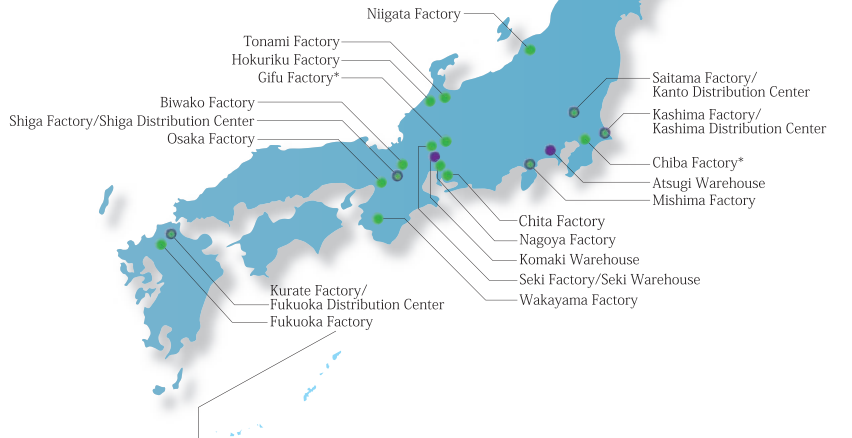 Niigata Factory
Tonami Factory
Hokuriku Factory
Gifu Factory*
Biwako Factory
Shiga Factory/Shiga Distribution Center
Osaka Factory
Saitama Factory/
Kanto Distribution Center
Kashima Factory/
Kashima Distribution Center
Chiba Factory*
Atsugi Warehouse
Mishima Factory
Chita Factory
Nagoya Factory
Komaki Warehouse
Seki Factory/Seki Warehouse
Wakayama Factory
Kurate Factory/
Fukuoka Distribution Center
Fukuoka Factory